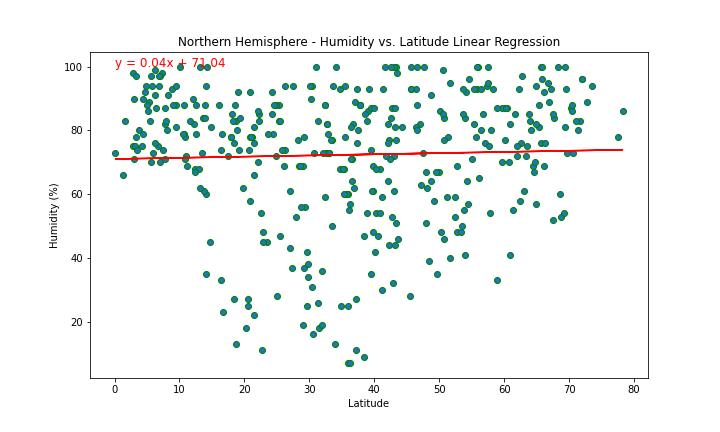 Northern Hemisphere - Humidity vs. Latitude Linear Regression
y = 0.04x + 71.04
100
80
60
40
20
Humidity (%)
0 10 20 30 40 50 60 70 80
Latitude